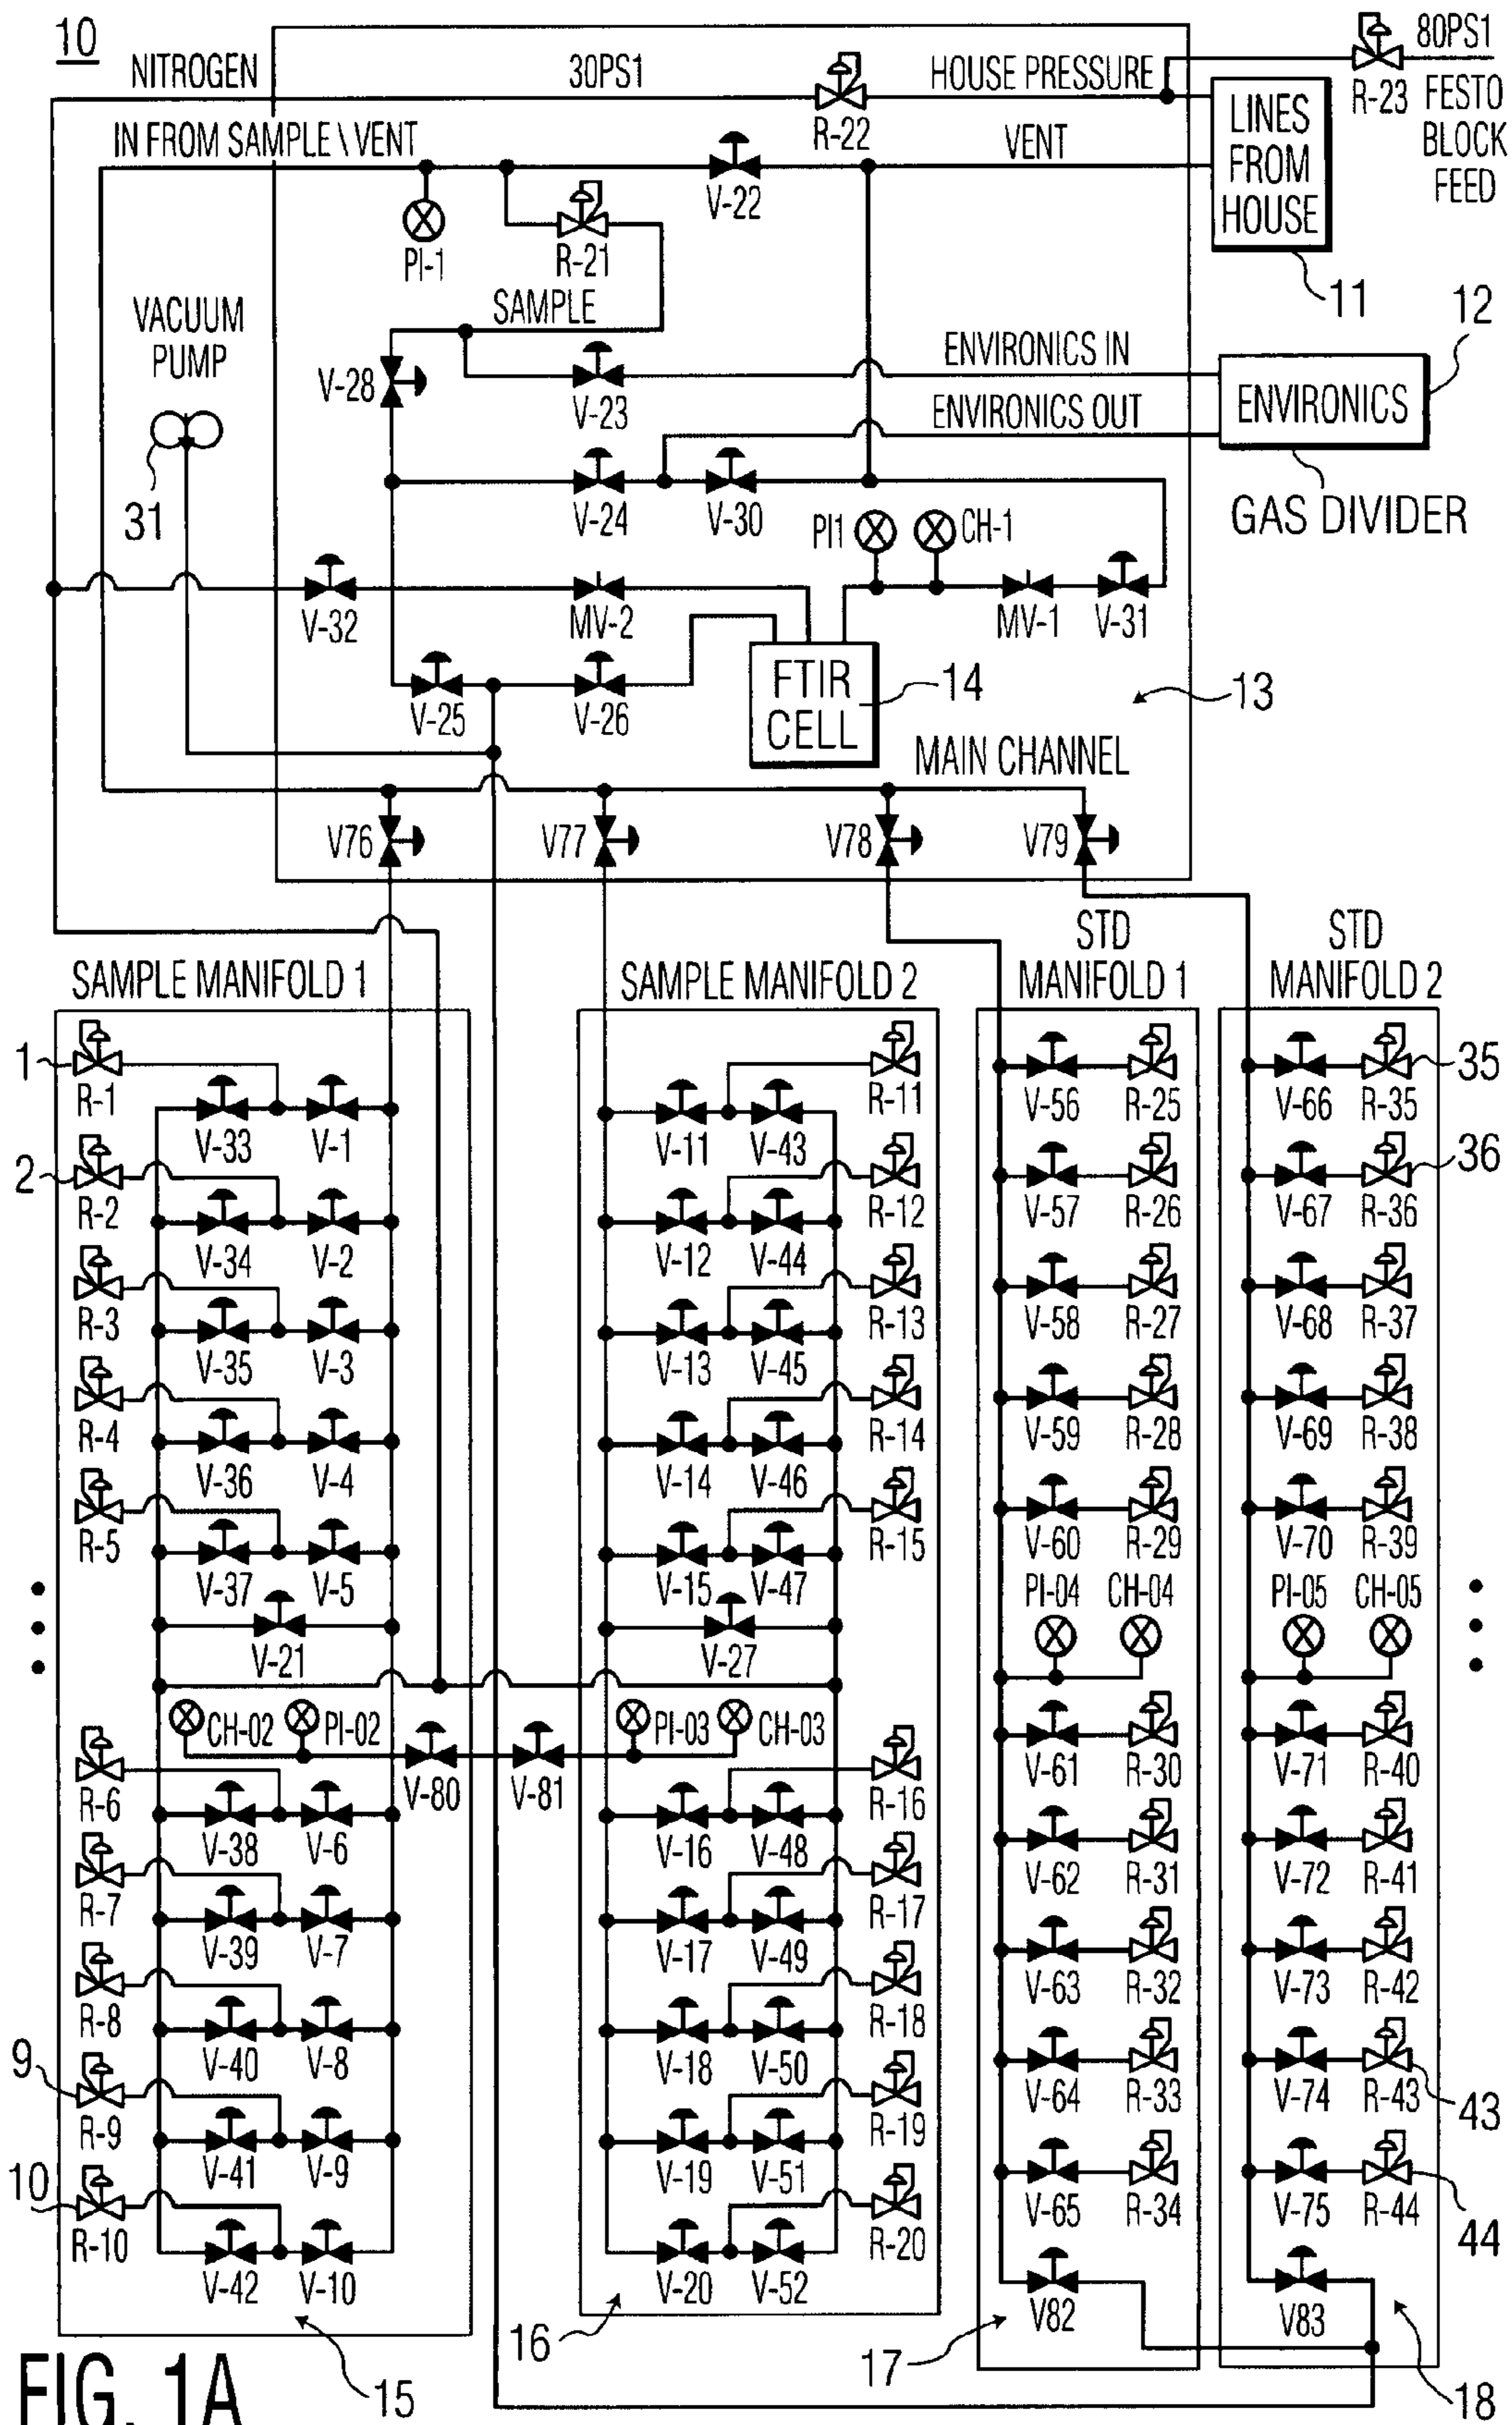 10
NITROGEN
30PS1
HOUSE PRESSURE
80PS1
R-22
R-23
FESTO
BLOCK
FEED
LINES
FROM
HOUSE
11
IN FROM SAMPLE \ VENT
VENT
V-22
PI-1
R-21
SAMPLE
VACUUM
PUMP
31
V-28
V-23
ENVIRONICS IN
12
ENVIRONICS OUT
ENVIRONICS
GAS DIVIDER
V-24
V-30
PI1
CH-1
V-32
MV-2
MV-1
V-31
V-25
V-26
FTIR
CELL
14
13
MAIN CHANNEL
V76
V77
V78
V79
SAMPLE MANIFOLD 1
SAMPLE MANIFOLD 2
STD
MANIFOLD 1
STD
MANIFOLD 2
1
R-1
V-33
V-1
2
R-2
V-34
V-2
R-3
V-35
V-3
R-4
V-36
V-4
R-5
V-37
V-5
V-21
CH-02
PI-02
V-80
V-81
PI-03
CH-03
R-6
V-38
V-6
R-7
V-39
V-7
R-8
V-40
V-8
9
R-9
V-41
V-9
10
R-10
V-42
V-10
15
R-11
V-11
V-43
R-12
V-12
V-44
R-13
V-13
V-45
R-14
V-14
V-46
R-15
V-15
V-47
V-27
R-16
V-16
V-48
R-17
V-17
V-49
R-18
V-18
V-50
R-19
V-19
V-51
R-20
V-20
V-52
16
V-56
R-25
V-57
R-26
V-58
R-27
V-59
R-28
V-60
R-29
PI-04
CH-04
V-61
R-30
V-62
R-31
V-63
R-32
V-64
R-33
V-65
R-34
V82
17
V-66
R-35
35
V-67
R-36
36
V-68
R-37
V-69
R-38
V-70
R-39
PI-05
CH-05
V-71
R-40
V-72
R-41
V-73
R-42
V-74
R-43
43
V-75
R-44
44
V83
18
FIG. 1A